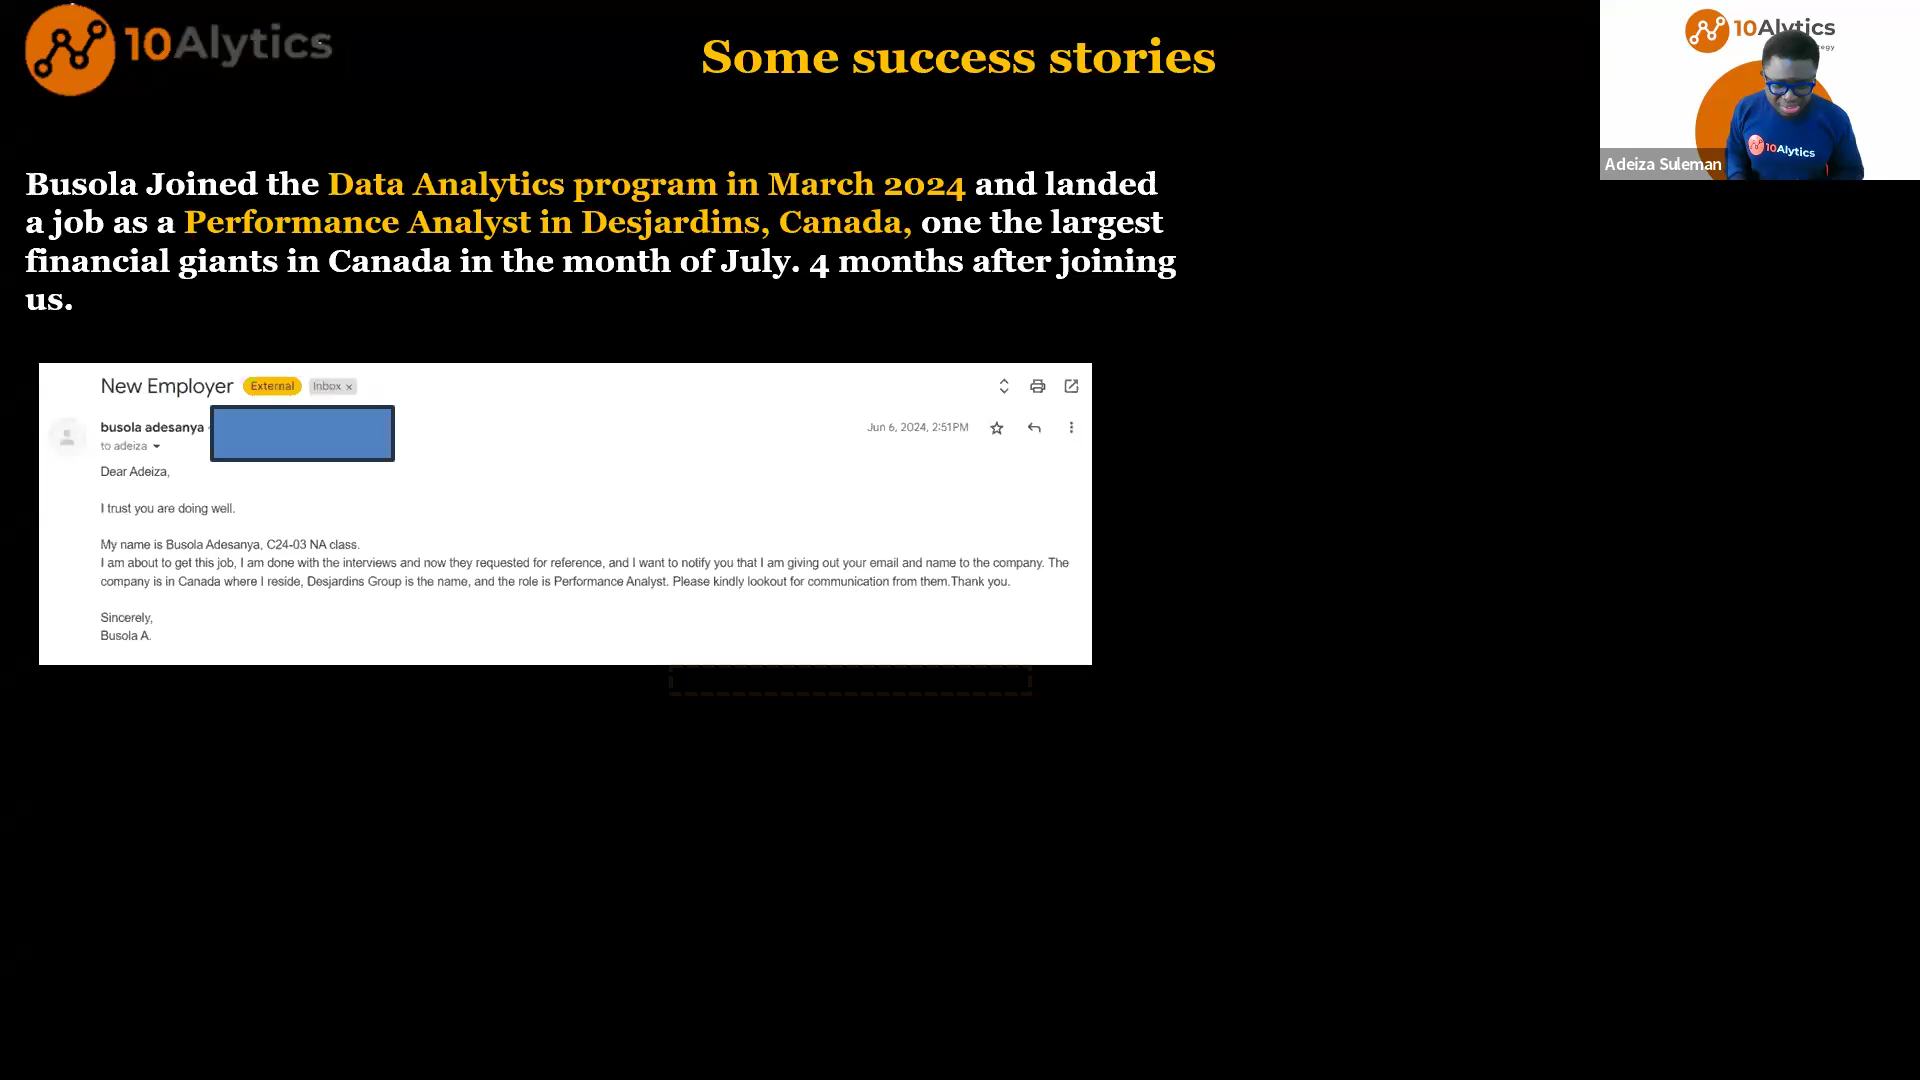 10Alytics
Some success stories
10Alytics
Adeiza Suleman
10Alytics
Busola Joined the Data Analytics program in March 2024 and landed
a job as a Performance Analyst in Desjardins, Canada, one the largest
financial giants in Canada in the month of July. 4 months after joining
us.
New Employer External Inbox x
busola adesanya
to adeiza
Jun 6, 2024, 2:51PM
Dear Adeiza,
I trust you are doing well.
My name is Busola Adesanya, C24-03 NA class.
I am about to get this job, I am done with the interviews and now they requested for reference, and I want to notify you that I am giving out your email and name to the company. The
company is in Canada where I reside, Desjardins Group is the name, and the role is Performance Analyst. Please kindly lookout for communication from them.Thank you.
Sincerely,
Busola A.